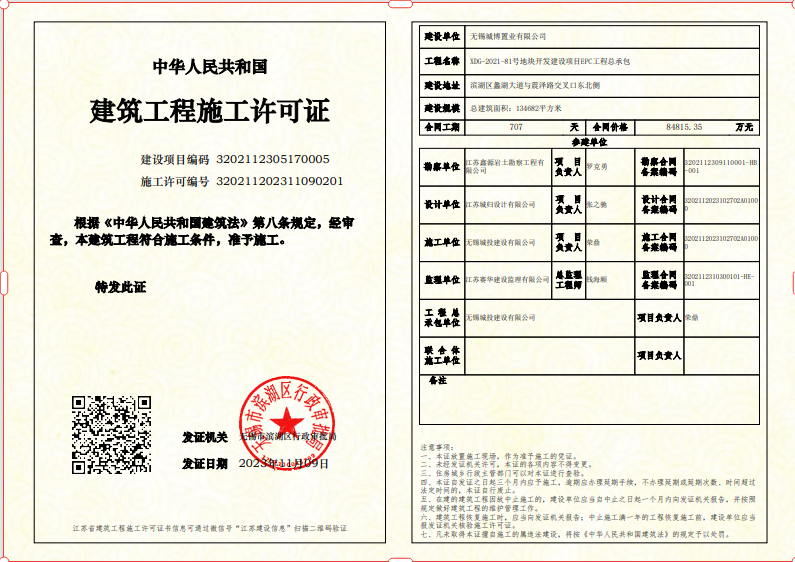 中华人民共和国
建筑工程施工许可证
建设项目编码 3202112305170005
施工许可编号 320211202311090201
根据《中华人民共和国建筑法》第八条规定，经审
查，本建筑工程符合施工条件，准予施工。
特发此证
无锡市滨湖区行政审批局
发证机关 无锡市滨湖区行政审批局
发证日期 2023年11月09日
江苏省建筑工程施工许可证书信息可通过微信号“江苏建设信息”扫描二维码验证
建设单位 无锡城博置业有限公司
工程名称 XDG-2021-81号地块开发建设项目EPC工程总承包
建设地址 滨湖区蠡湖大道与震泽路交叉口东北侧
建设规模 总建筑面积：134682平方米
合同工期 707 天 合同价格 84815.35 万元
参建单位
勘察单位 江苏鑫源岩土勘察工程有限公司 项目负责人 罗克勇 勘察合同备案编码 3202112309110001-HB-001
设计单位 江苏城归设计有限公司 项目负责人 张之驰 设计合同备案编码 3202112023102702A01000
施工单位 无锡城投建设有限公司 项目负责人 荣鼎 施工合同备案编码 3202112023102702A01000
监理单位 江苏赛华建设监理有限公司 总监理工程师 钱海顺 监理合同备案编码 3202112310300101-HE-001
工程总承包单位 无锡城投建设有限公司 项目负责人 荣鼎
联合体施工单位 项目负责人
备注
注意事项：
一、本证放置施工现场，作为准予施工的凭证。
二、未经发证机关许可，本证的各项内容不得变更。
三、住房城乡行政主管部门可以对本证进行查验。
四、本证自发证之日起三个月内应予施工，逾期应办理延期手续，不办理延期或延期次数、时间超过
法定时间的，本证自行废止。
五、在建的建筑工程因故中止施工的，建设单位应当自中止之日起一个月内向发证机关报告，并按照
规定做好建筑工程的维护管理工作。
六、建筑工程恢复施工时，应当向发证机关报告；中止施工满一年的工程恢复施工前，建设单位应当
报发证机关核验施工许可证。
七、凡未取得本证擅自施工的属违法建设，将按《中华人民共和国建筑法》的规定予以处罚。